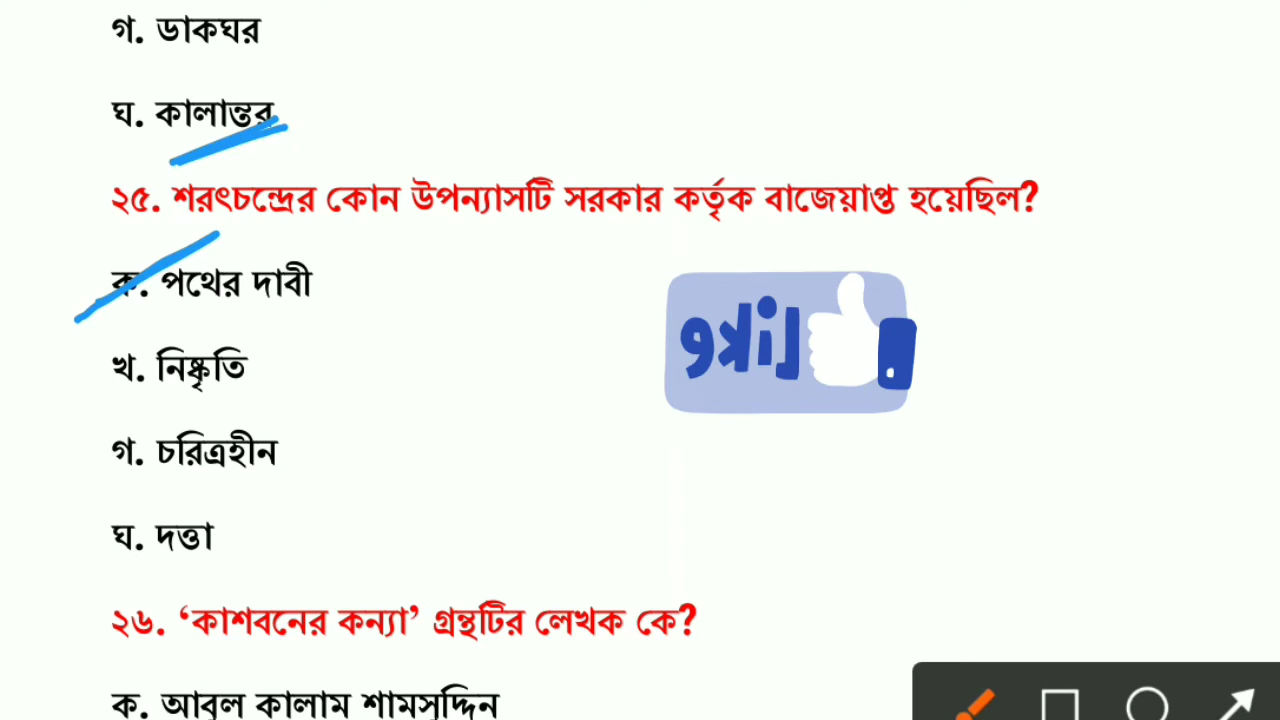 গ. ডাকঘর
ঘ. কালান্তর
২৫. শরৎচন্দ্রের কোন উপন্যাসটি সরকার কর্তৃক বাজেয়াপ্ত হয়েছিল?
ক. পথের দাবী
খ. নিষ্কৃতি
গ. চরিত্রহীন
ঘ. দত্তা
২৬. ‘কাশবনের কন্যা’ গ্রন্থটির লেখক কে?
ক. আবুল কালাম শামসুদ্দিন